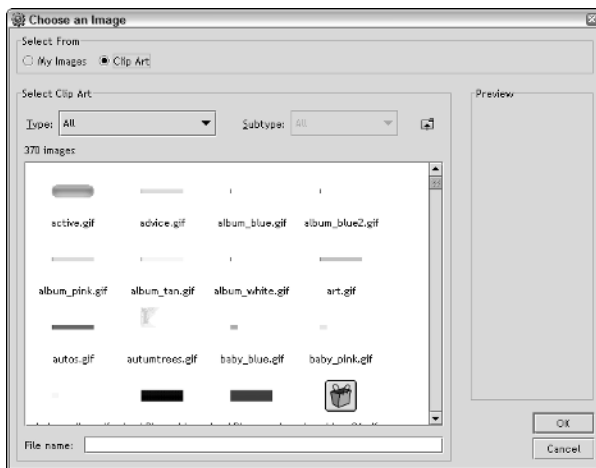 Choose an Image
Select From
My Images Clip Art
Select Clip Art
Preview
Type: All Subtype: All
370 images
active.gif advice.gif album_blue.gif album_blue2.gif
album_pink.gif album_tan.gif album_white.gif art.gif
autos.gif autumtrees.gif baby_blue.gif baby_pink.gif
File name:
OK
Cancel